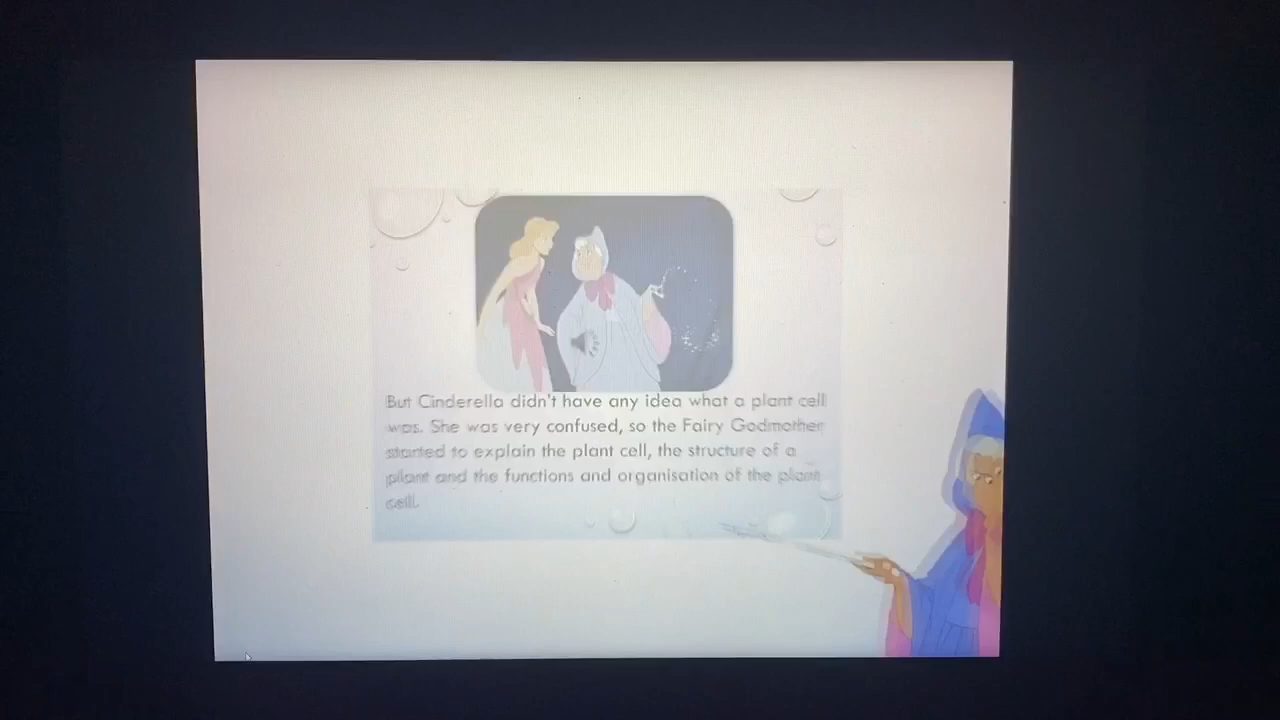 But Cinderella didn't have any idea what a plant cell
was. She was very confused, so the Fairy Godmother
started to explain the plant cell, the structure of a
plant and the functions and organisation of the plant
cell.